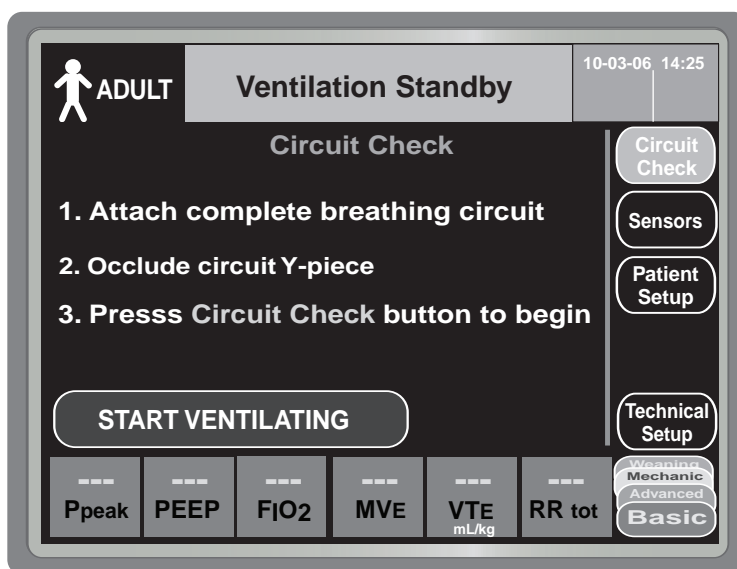 ADULT
Ventilation Standby
10-03-06 14:25
Circuit Check
1. Attach complete breathing circuit
2. Occlude circuit Y-piece
3. Presss Circuit Check button to begin
START VENTILATING
Circuit
Check
Sensors
Patient
Setup
Technical
Setup
--- --- --- --- --- ---
Ppeak PEEP FIO2 MVE VTE RR tot
mL/kg
Weaning
Mechanic
Advanced
Basic